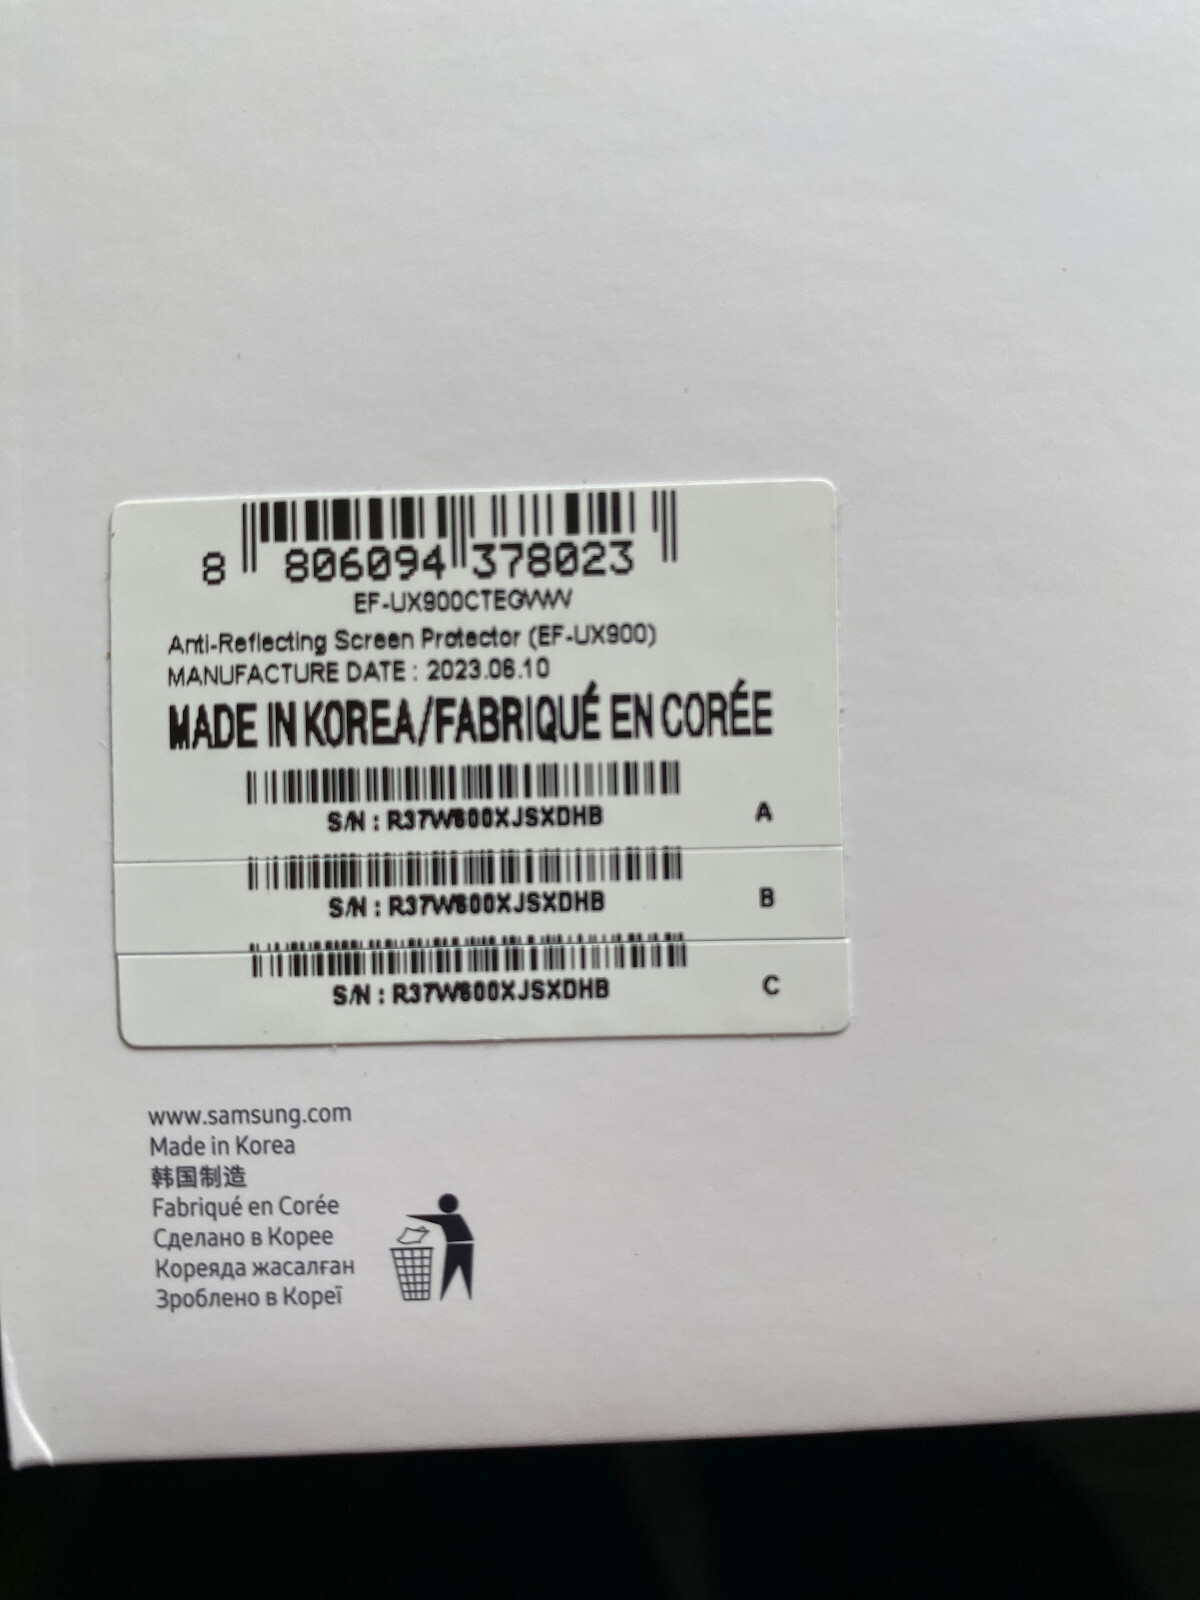 8 806094 378023
EF-UX900CTEGWW
Anti-Reflecting Screen Protector (EF-UX900)
MANUFACTURE DATE : 2023.06.10
MADE IN KOREA/FABRIQUÉ EN CORÉE
S/N : R37W600XJSXDHB A
S/N : R37W600XJSXDHB B
S/N : R37W600XJSXDHB C
www.samsung.com
Made in Korea
韩国制造
Fabriqué en Corée
Сделано в Корее
Кореяда жасалған
Зроблено в Кореї